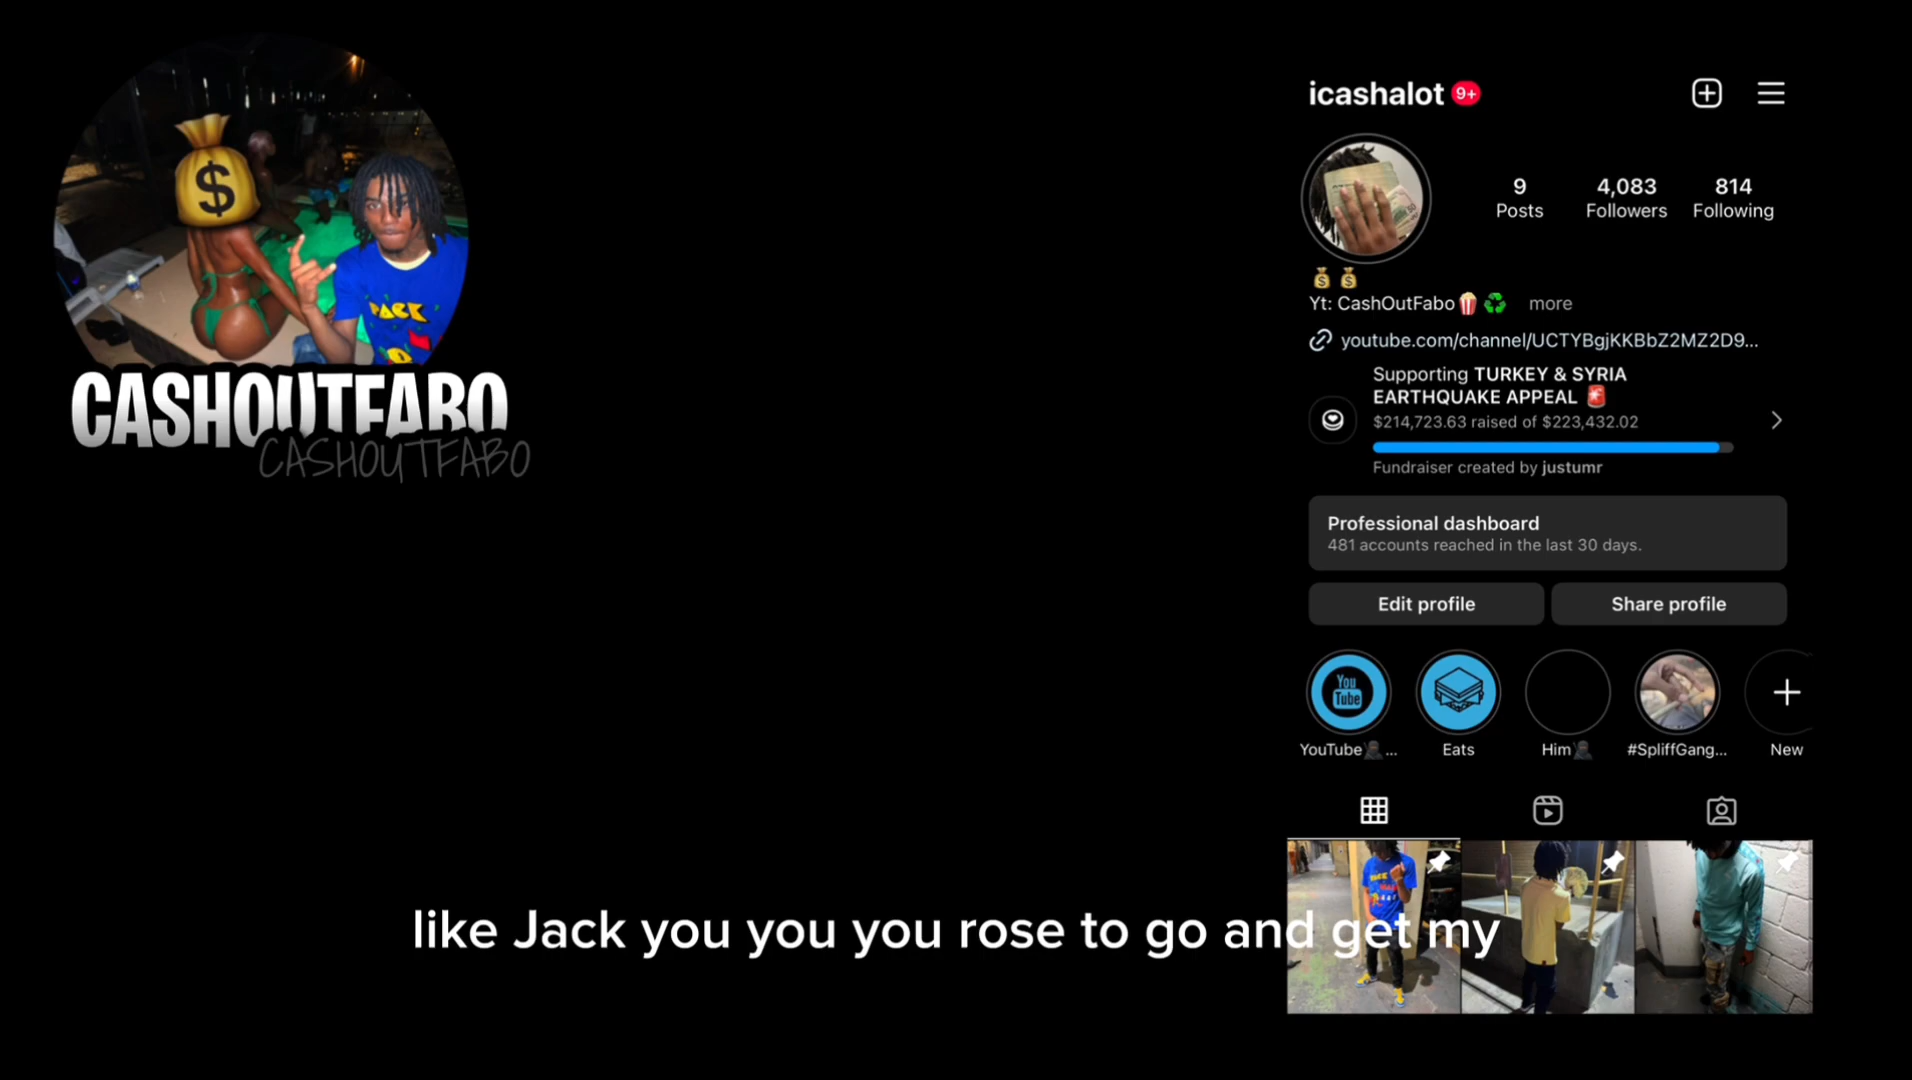 CASHOUTFABO
CASHOUTFABO
icashalot 9+
9
Posts
4,083
Followers
814
Following
Yt: CashOutFabo more
youtube.com/channel/UCTYBgjKKBbZ2MZ2D9...
Supporting TURKEY & SYRIA
EARTHQUAKE APPEAL
$214,723.63 raised of $223,432.02
Fundraiser created by justumr
Professional dashboard
481 accounts reached in the last 30 days.
Edit profile
Share profile
You
Tube
YouTube...
Eats
Him
#SpliffGang...
New
like Jack you you you rose to go and get my